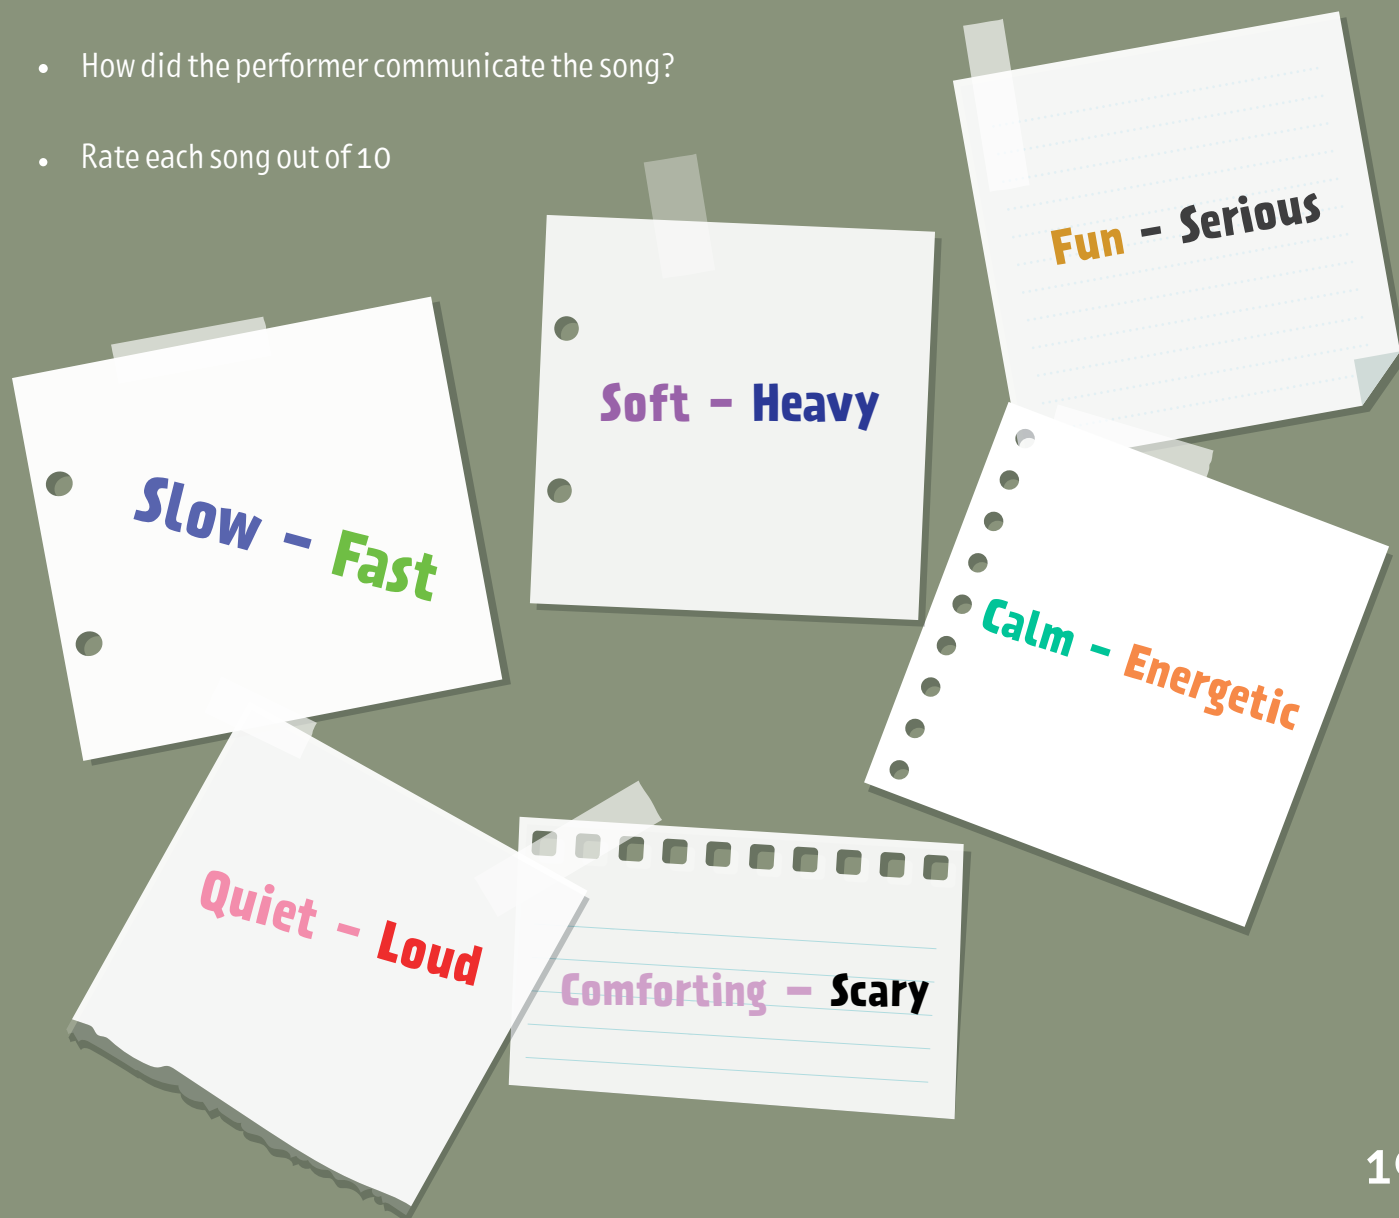 • How did the performer communicate the song?
• Rate each song out of 10
Fun - Serious
Soft - Heavy
Slow - Fast
Calm - Energetic
Quiet - Loud
Comforting - Scary